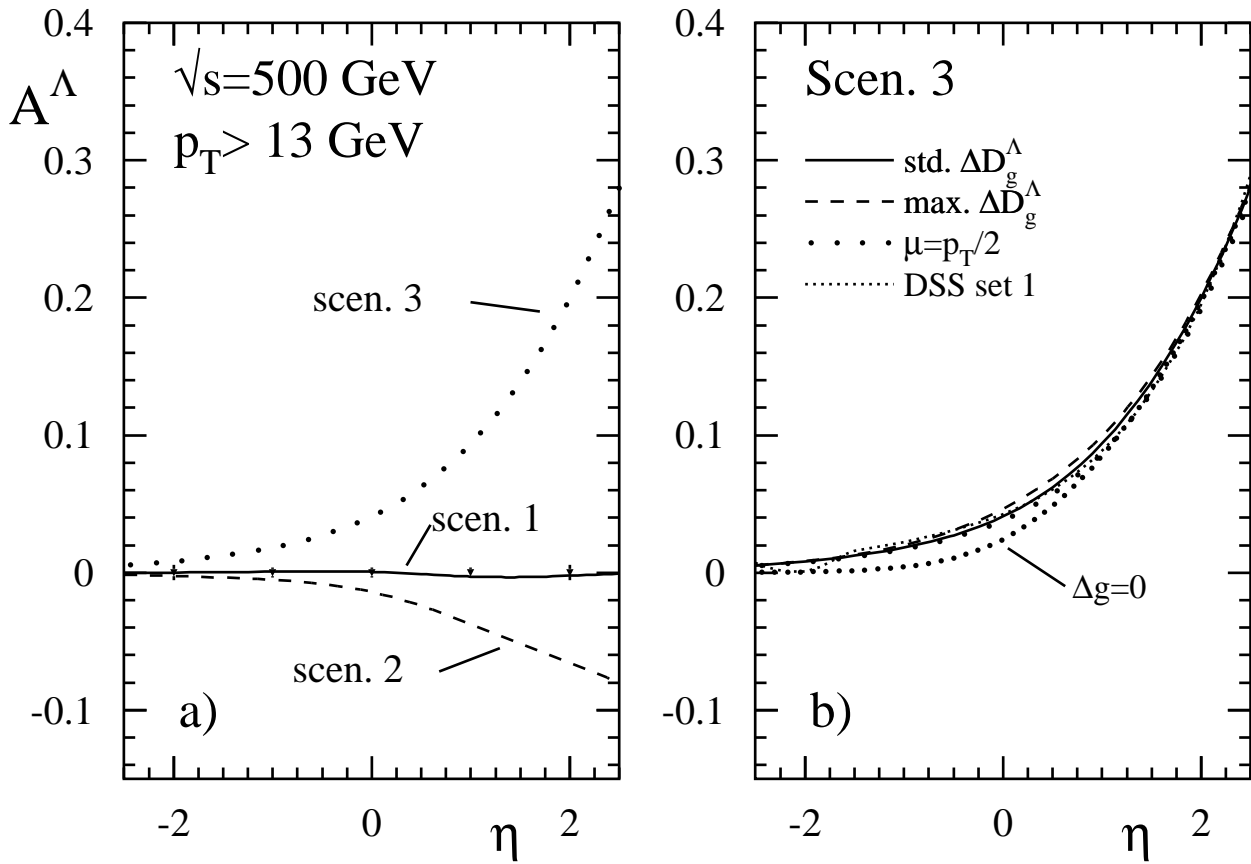 0.4
0.3
0.2
0.1
0
-0.1
A^Λ
√s=500 GeV
p_T> 13 GeV
scen. 3
scen. 1
scen. 2
a)
-2
0
η
2
0.4
0.3
0.2
0.1
0
-0.1
Scen. 3
std. ΔD_g^Λ
max. ΔD_g^Λ
μ=p_T/2
DSS set 1
Δg=0
b)
-2
0
η
2